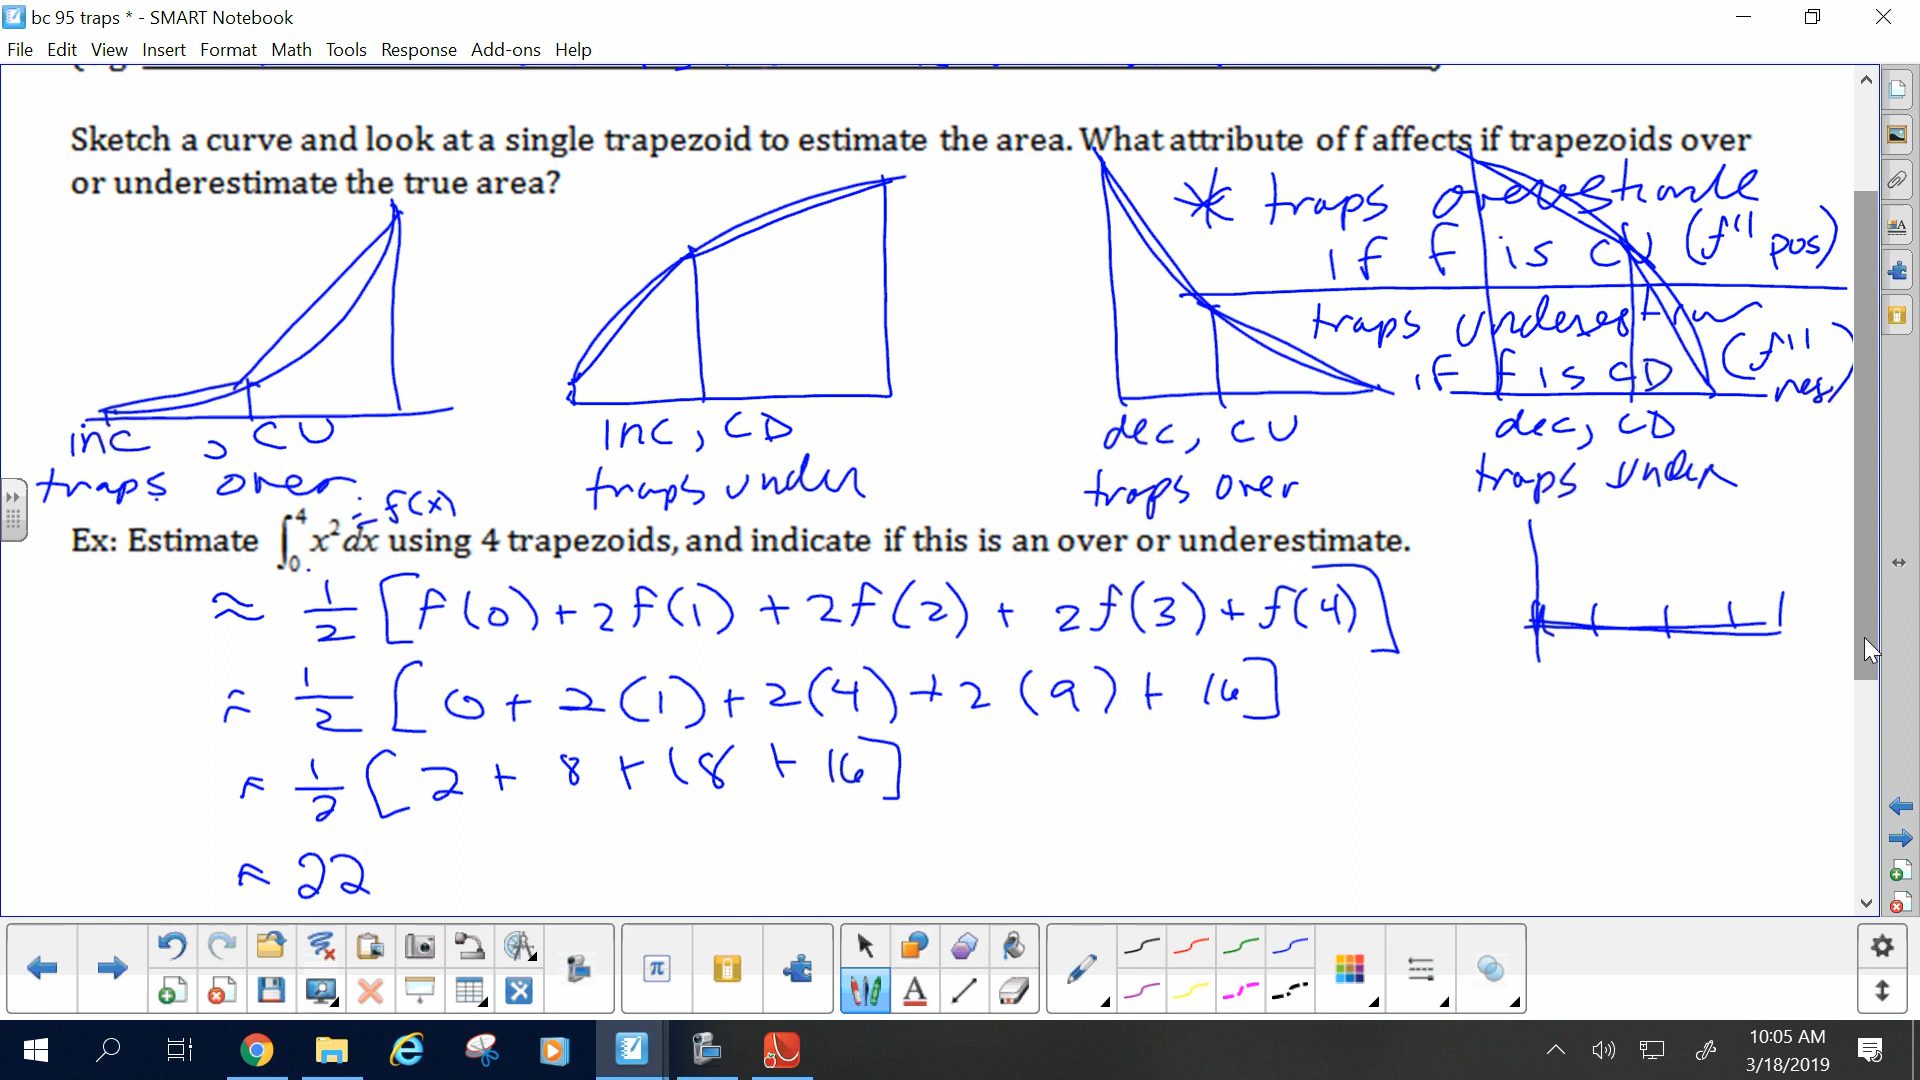 bc 95 traps * - SMART Notebook
File Edit View Insert Format Math Tools Response Add-ons Help
Sketch a curve and look at a single trapezoid to estimate the area. What attribute of f affects if trapezoids over
or underestimate the true area?
* traps overestimate
if f is CU (f'' pos)
traps underestim
if f is CD (f'' neg)
inc, CU
traps over
inc, CD
traps under
dec, CU
traps over
dec, CD
traps under
= f(x)
Ex: Estimate ∫₀⁴ x² dx using 4 trapezoids, and indicate if this is an over or underestimate.
≈ 1/2 [f(0) + 2f(1) + 2f(2) + 2f(3) + f(4)]
≈ 1/2 [0 + 2(1) + 2(4) + 2(9) + 16]
≈ 1/2 [2 + 8 + 18 + 16]
≈ 22
π
A
10:05 AM
3/18/2019